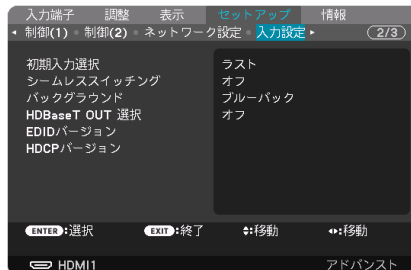 入力端子 調整 表示 セットアップ 情報
制御(1) 制御(2) ネットワーク設定 入力設定 2/3
初期入力選択 ラスト
シームレススイッチング オフ
バックグラウンド ブルーバック
HDBaseT OUT 選択 オフ
EDIDバージョン
HDCPバージョン
ENTER:選択 EXIT:終了 :移動 :移動
HDMI1 アドバンスト